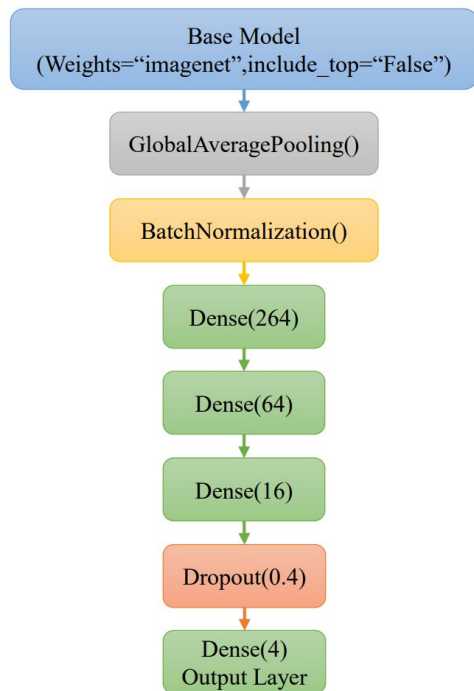 Base Model
(Weights=“imagenet”,include_top=“False”)
GlobalAveragePooling()
BatchNormalization()
Dense(264)
Dense(64)
Dense(16)
Dropout(0.4)
Dense(4)
Output Layer